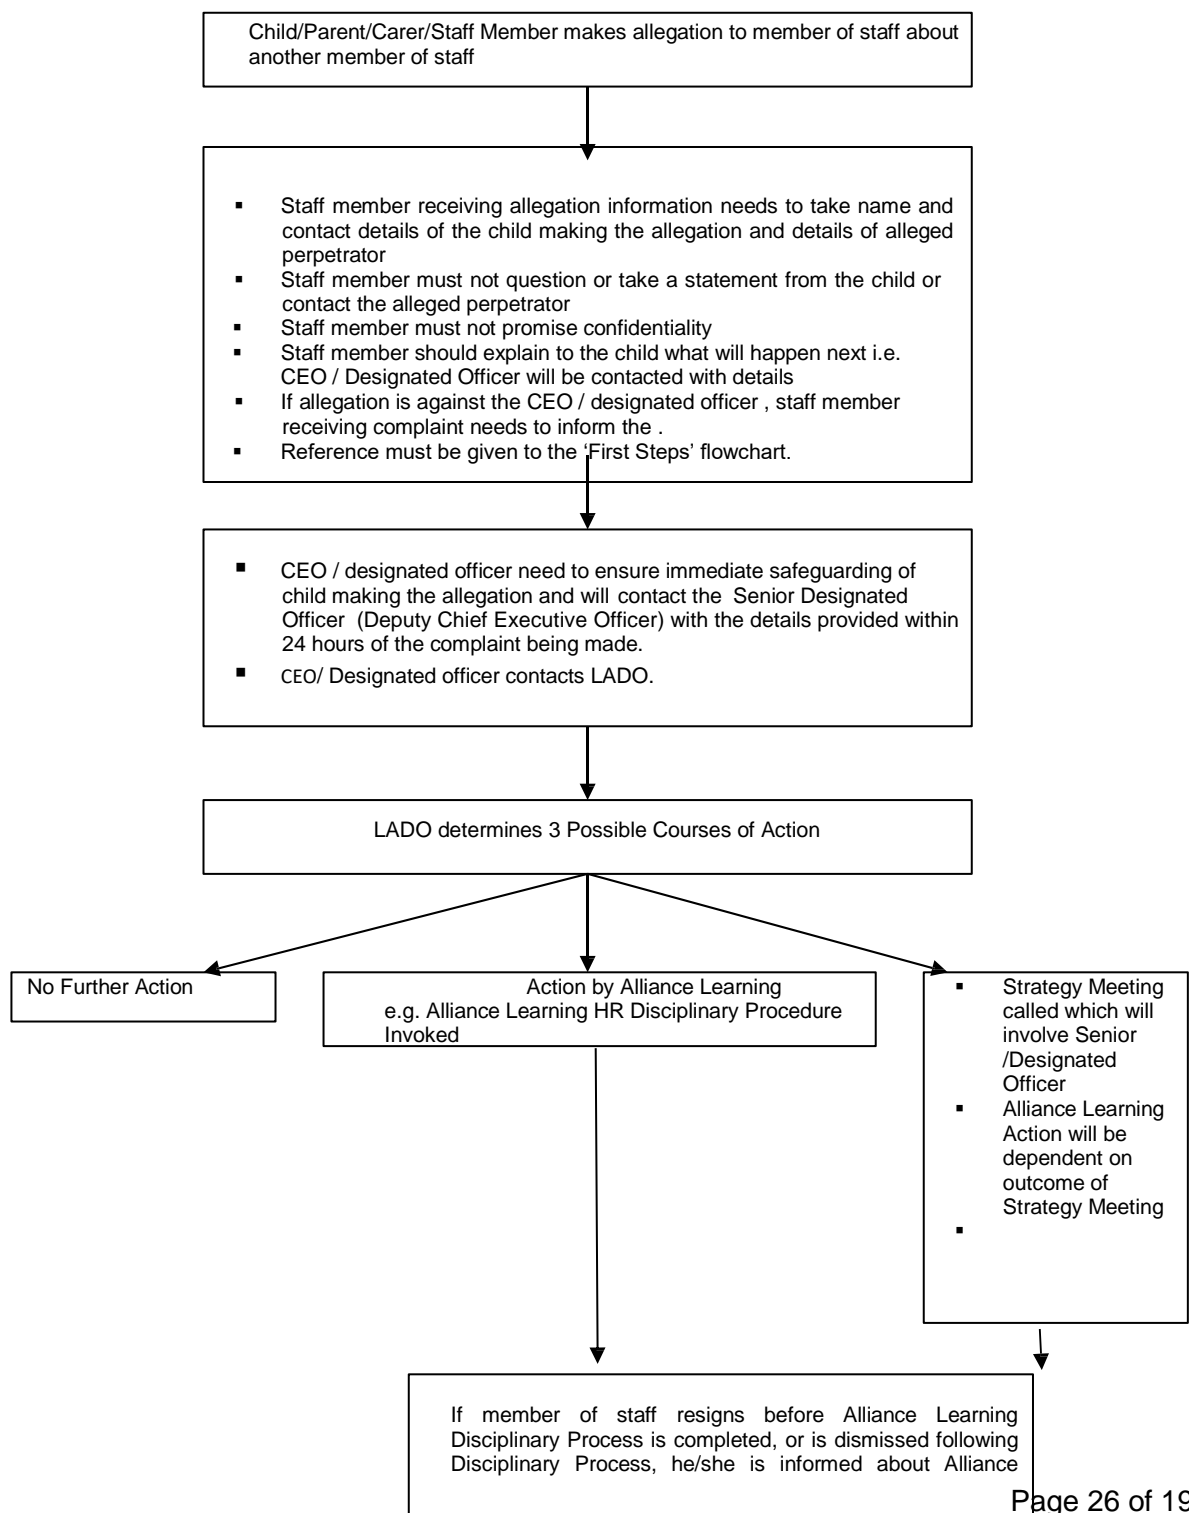 Child/Parent/Carer/Staff Member makes allegation to member of staff about
another member of staff
▪ Staff member receiving allegation information needs to take name and
contact details of the child making the allegation and details of alleged
perpetrator
▪ Staff member must not question or take a statement from the child or
contact the alleged perpetrator
▪ Staff member must not promise confidentiality
▪ Staff member should explain to the child what will happen next i.e.
CEO / Designated Officer will be contacted with details
▪ If allegation is against the CEO / designated officer , staff member
receiving complaint needs to inform the .
▪ Reference must be given to the ‘First Steps’ flowchart.
▪ CEO / designated officer need to ensure immediate safeguarding of
child making the allegation and will contact the Senior Designated
Officer (Deputy Chief Executive Officer) with the details provided within
24 hours of the complaint being made.
▪ CEO/ Designated officer contacts LADO.
LADO determines 3 Possible Courses of Action
No Further Action
Action by Alliance Learning
e.g. Alliance Learning HR Disciplinary Procedure
Invoked
▪ Strategy Meeting
called which will
involve Senior
/Designated
Officer
▪ Alliance Learning
Action will be
dependent on
outcome of
Strategy Meeting
▪
If member of staff resigns before Alliance Learning
Disciplinary Process is completed, or is dismissed following
Disciplinary Process, he/she is informed about Alliance
Page 26 of 19